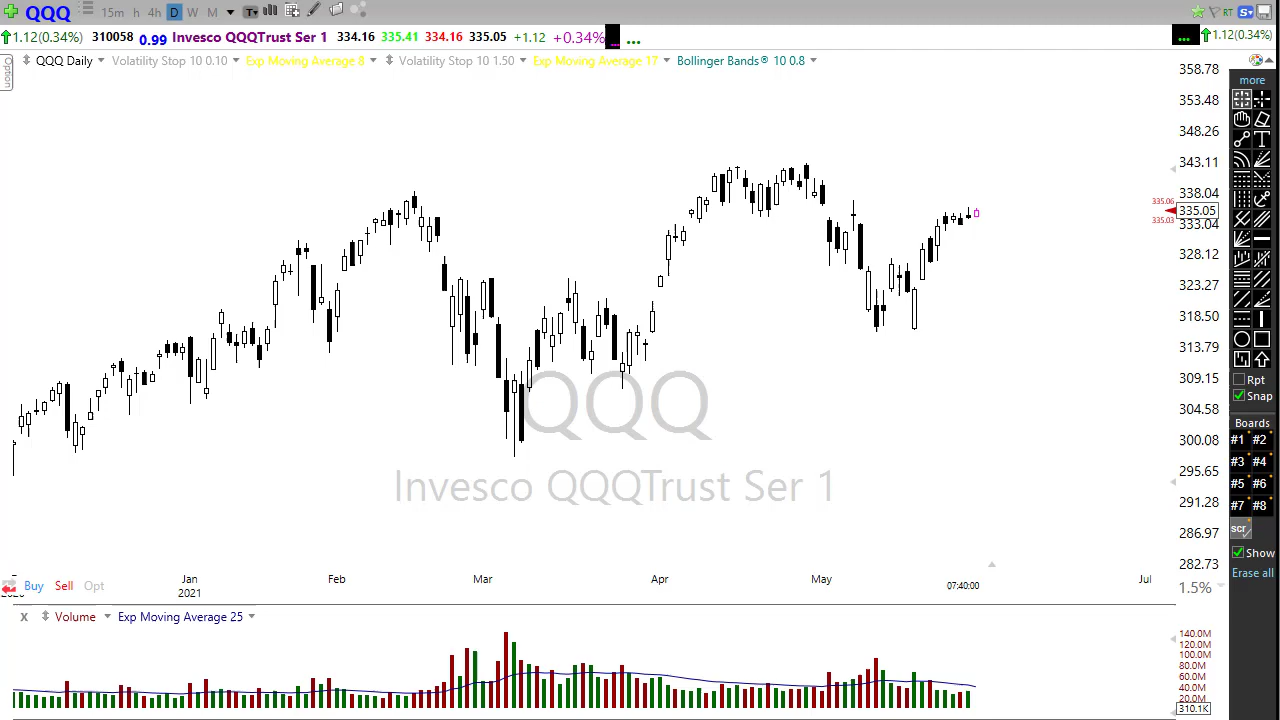 QQQ 15m h 4h D W M T RT S
1.12(0.34%) 310058 0.99 Invesco QQQTrust Ser 1 334.16 335.41 334.16 335.05 +1.12 +0.34% ... ... 1.12(0.34%)
Option
QQQ Daily Volatility Stop 10 0.10 Exp Moving Average 8 Volatility Stop 10 1.50 Exp Moving Average 17 Bollinger Bands® 10 0.8
358.78
353.48
348.26
343.11
338.04
335.06
335.05
335.03
333.04
328.12
323.27
318.50
313.79
309.15
304.58
300.08
295.65
291.28
286.97
282.73
QQQ
Invesco QQQTrust Ser 1
Jan Feb Mar Apr May Jul
2021 07:40:00
Buy Sell Opt 1.5%
X Volume Exp Moving Average 25
140.0M
120.0M
100.0M
80.0M
60.0M
40.0M
20.0M
310.1K
more
T
Rpt
Snap
Boards
#1 #2
#3 #4
#5 #6
#7 #8
scr
Show
Erase all